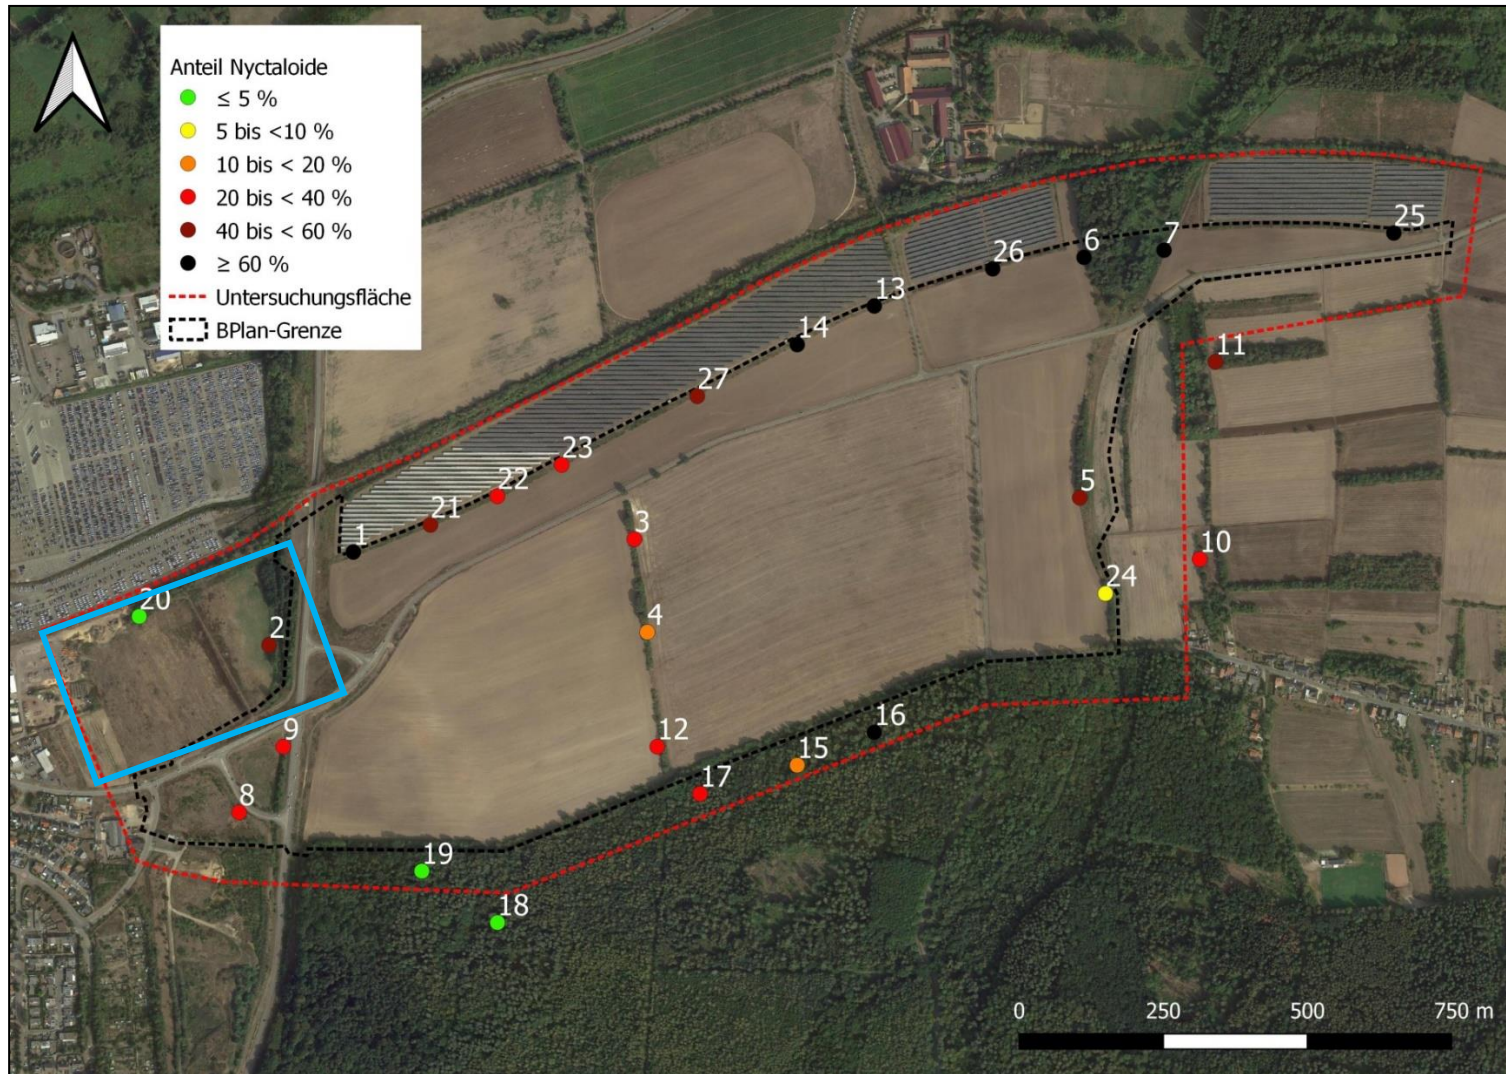 Anteil Nyctaloide
≤ 5 %
5 bis <10 %
10 bis < 20 %
20 bis < 40 %
40 bis < 60 %
≥ 60 %
Untersuchungsfläche
BPlan-Grenze
25
7
6
26
13
14
11
27
23
22
5
21
3
1
10
24
20
4
2
16
9
12
15
17
8
19
18
0 250 500 750 m